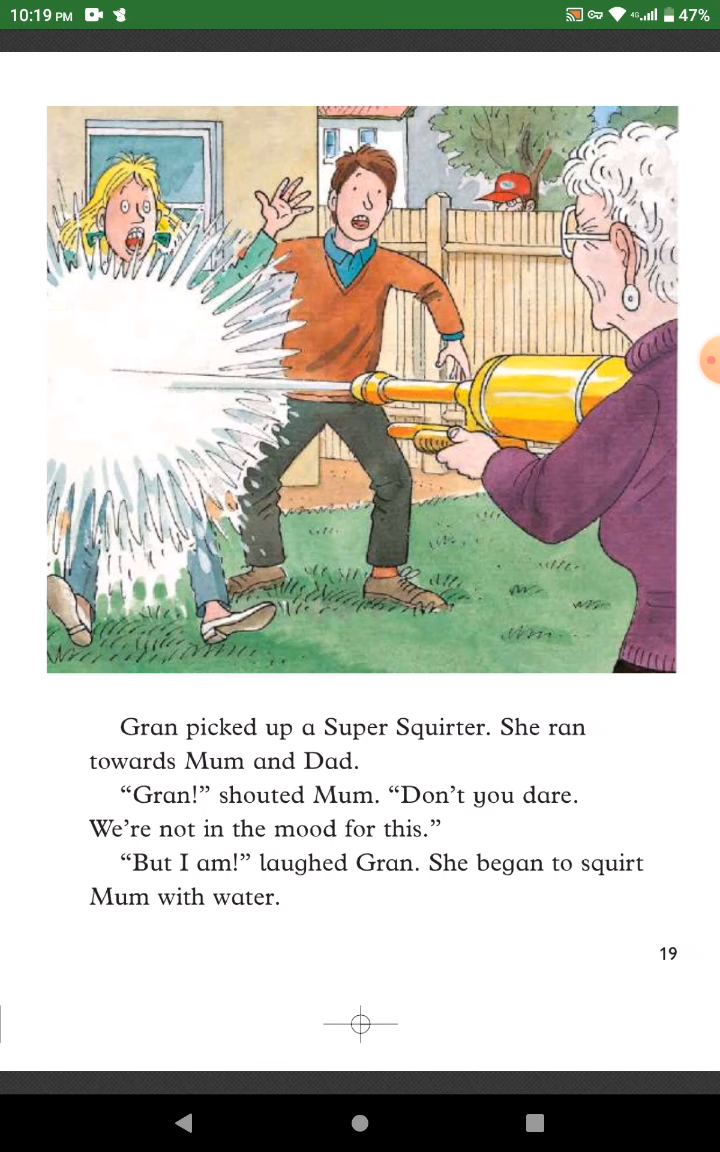 10:19 PM 4G 47%
Gran picked up a Super Squirter. She ran
towards Mum and Dad.
“Gran!” shouted Mum. “Don’t you dare.
We’re not in the mood for this.”
“But I am!” laughed Gran. She began to squirt
Mum with water.
19